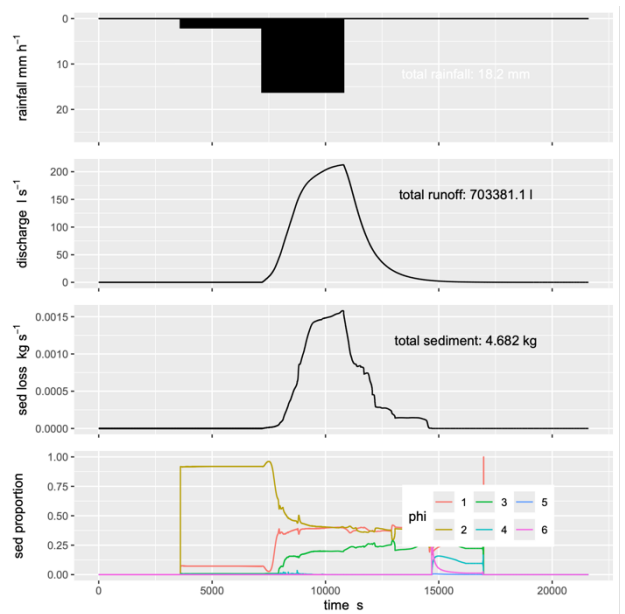 0
10
20
rainfall mm h⁻¹
total rainfall: 18.2 mm
200
150
100
50
0
discharge l s⁻¹
total runoff: 703381.1 l
0.0015
0.0010
0.0005
0.0000
sed loss kg s⁻¹
total sediment: 4.682 kg
1.00
0.75
0.50
0.25
0.00
sed proportion
phi
1 3 5
2 4 6
0 5000 10000 15000 20000
time s